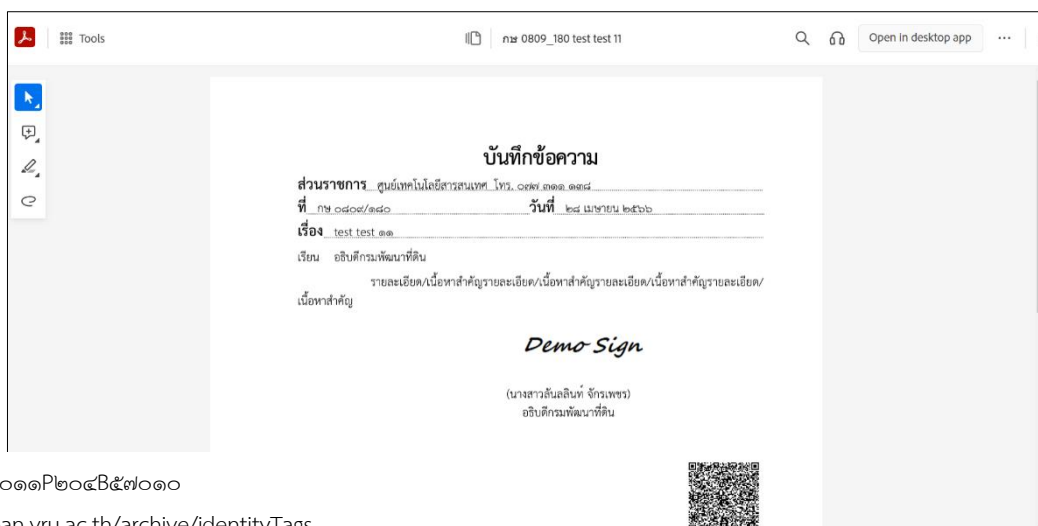 Tools
กษ 0809_180 test test 11
Open in desktop app
บันทึกข้อความ
ส่วนราชการ ศูนย์เทคโนโลยีสารสนเทศ โทร.
ที่ กษ ๐๘๐๙/๑๘๐ วันที่ ๒๘ เมษายน ๒๕๖๖
เรื่อง test test ๑๑
เรียน อธิบดีกรมพัฒนาที่ดิน
รายละเอียด/เนื้อหาสำคัญรายละเอียด/เนื้อหาสำคัญรายละเอียด/เนื้อหาสำคัญรายละเอียด/
เนื้อหาสำคัญ
Demo Sign
(นางสาวลันลลินท์ จักรเพชร)
อธิบดีกรมพัฒนาที่ดิน
๐๑๑P๒๐๔B๕๗๐๑๐
an.vru.ac.th/archive/identityTags